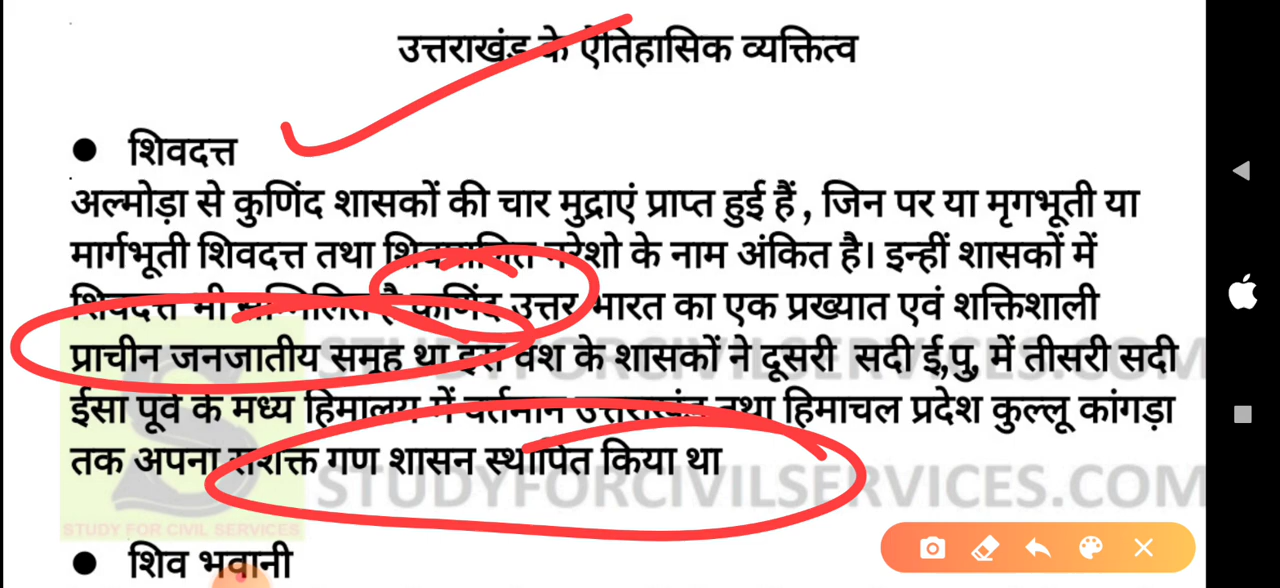 उत्तराखंड के ऐतिहासिक व्यक्तित्व
● शिवदत्त
अल्मोड़ा से कुणिंद शासकों की चार मुद्राएं प्राप्त हुई हैं , जिन पर या मृगभूती या
मार्गभूती शिवदत्त तथा शिवपालित नरेशो के नाम अंकित है। इन्हीं शासकों में
शिवदत्त भी सम्मिलित है कुणिंद उत्तर भारत का एक प्रख्यात एवं शक्तिशाली
प्राचीन जनजातीय समूह था इस वंश के शासकों ने दूसरी सदी ई,पु, में तीसरी सदी
ईसा पूर्व के मध्य हिमालय में वर्तमान उत्तराखंड तथा हिमाचल प्रदेश कुल्लू कांगड़ा
तक अपना सशक्त गण शासन स्थापित किया था
STUDYFORCIVILSERVICES.COM
STUDYFORCIVILSERVICES.COM
STUDY FOR CIVIL SERVICES
● शिव भवानी